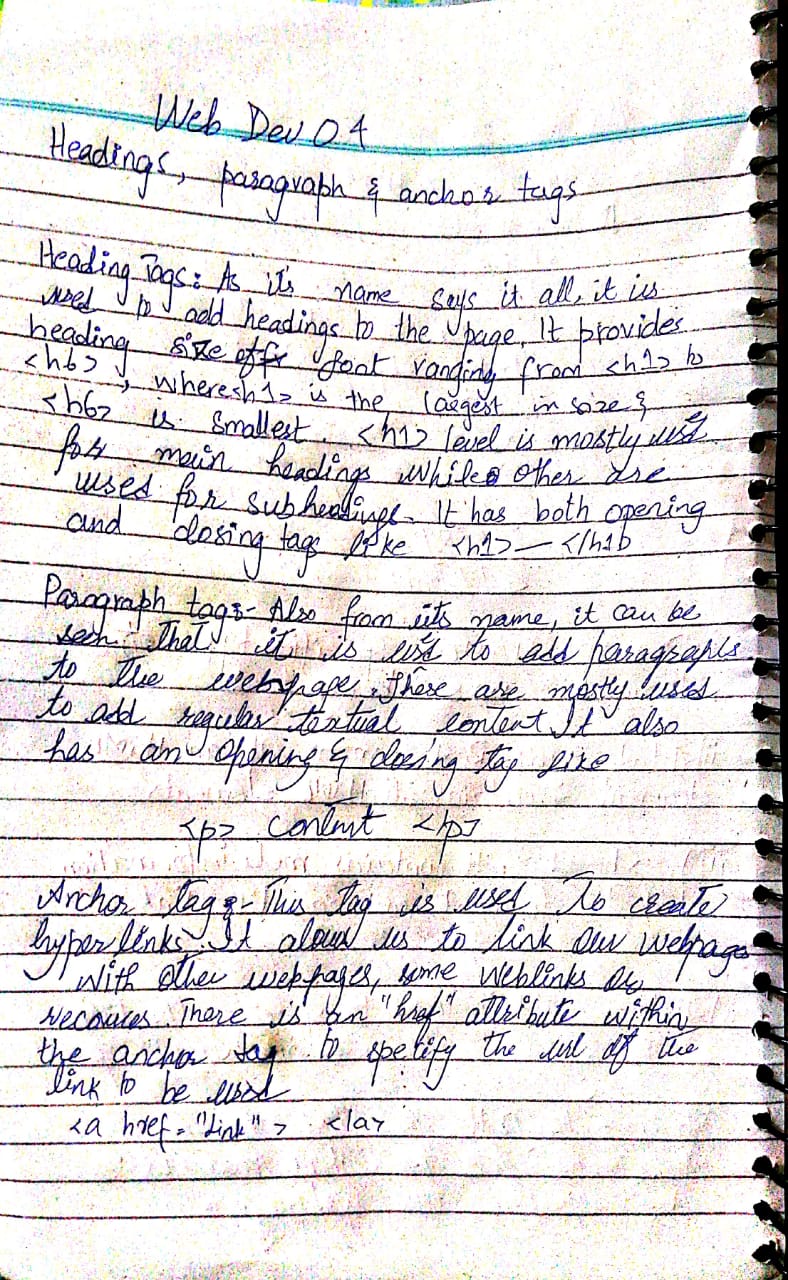 Web Dev 04
Headings, paragraph & anchor tags
Heading Tags: As its name says it all, it is
used to add headings to the page. It provides
heading size of font ranging from <h1> to
<h6>, where <h1> is the largest in size &
<h6> is smallest. <h1> level is mostly used
for main headings while other are
used for subheadings. It has both opening
and closing tags like <h1> — </h1>
Paragraph tag:- Also from its name, it can be
seen that it is used to add paragraphs
to the webpage. These are mostly used
to add regular textual content It also
has an opening & closing tag like
<p> content </p>
Anchor tag:- This tag is used to create
hyperlinks. It allows us to link our webpages
with other webpages, some weblinks or
recources. There is an "href" attribute within
the anchor tag to spetify the url of the
link to be used
<a href = "Link" > </a>